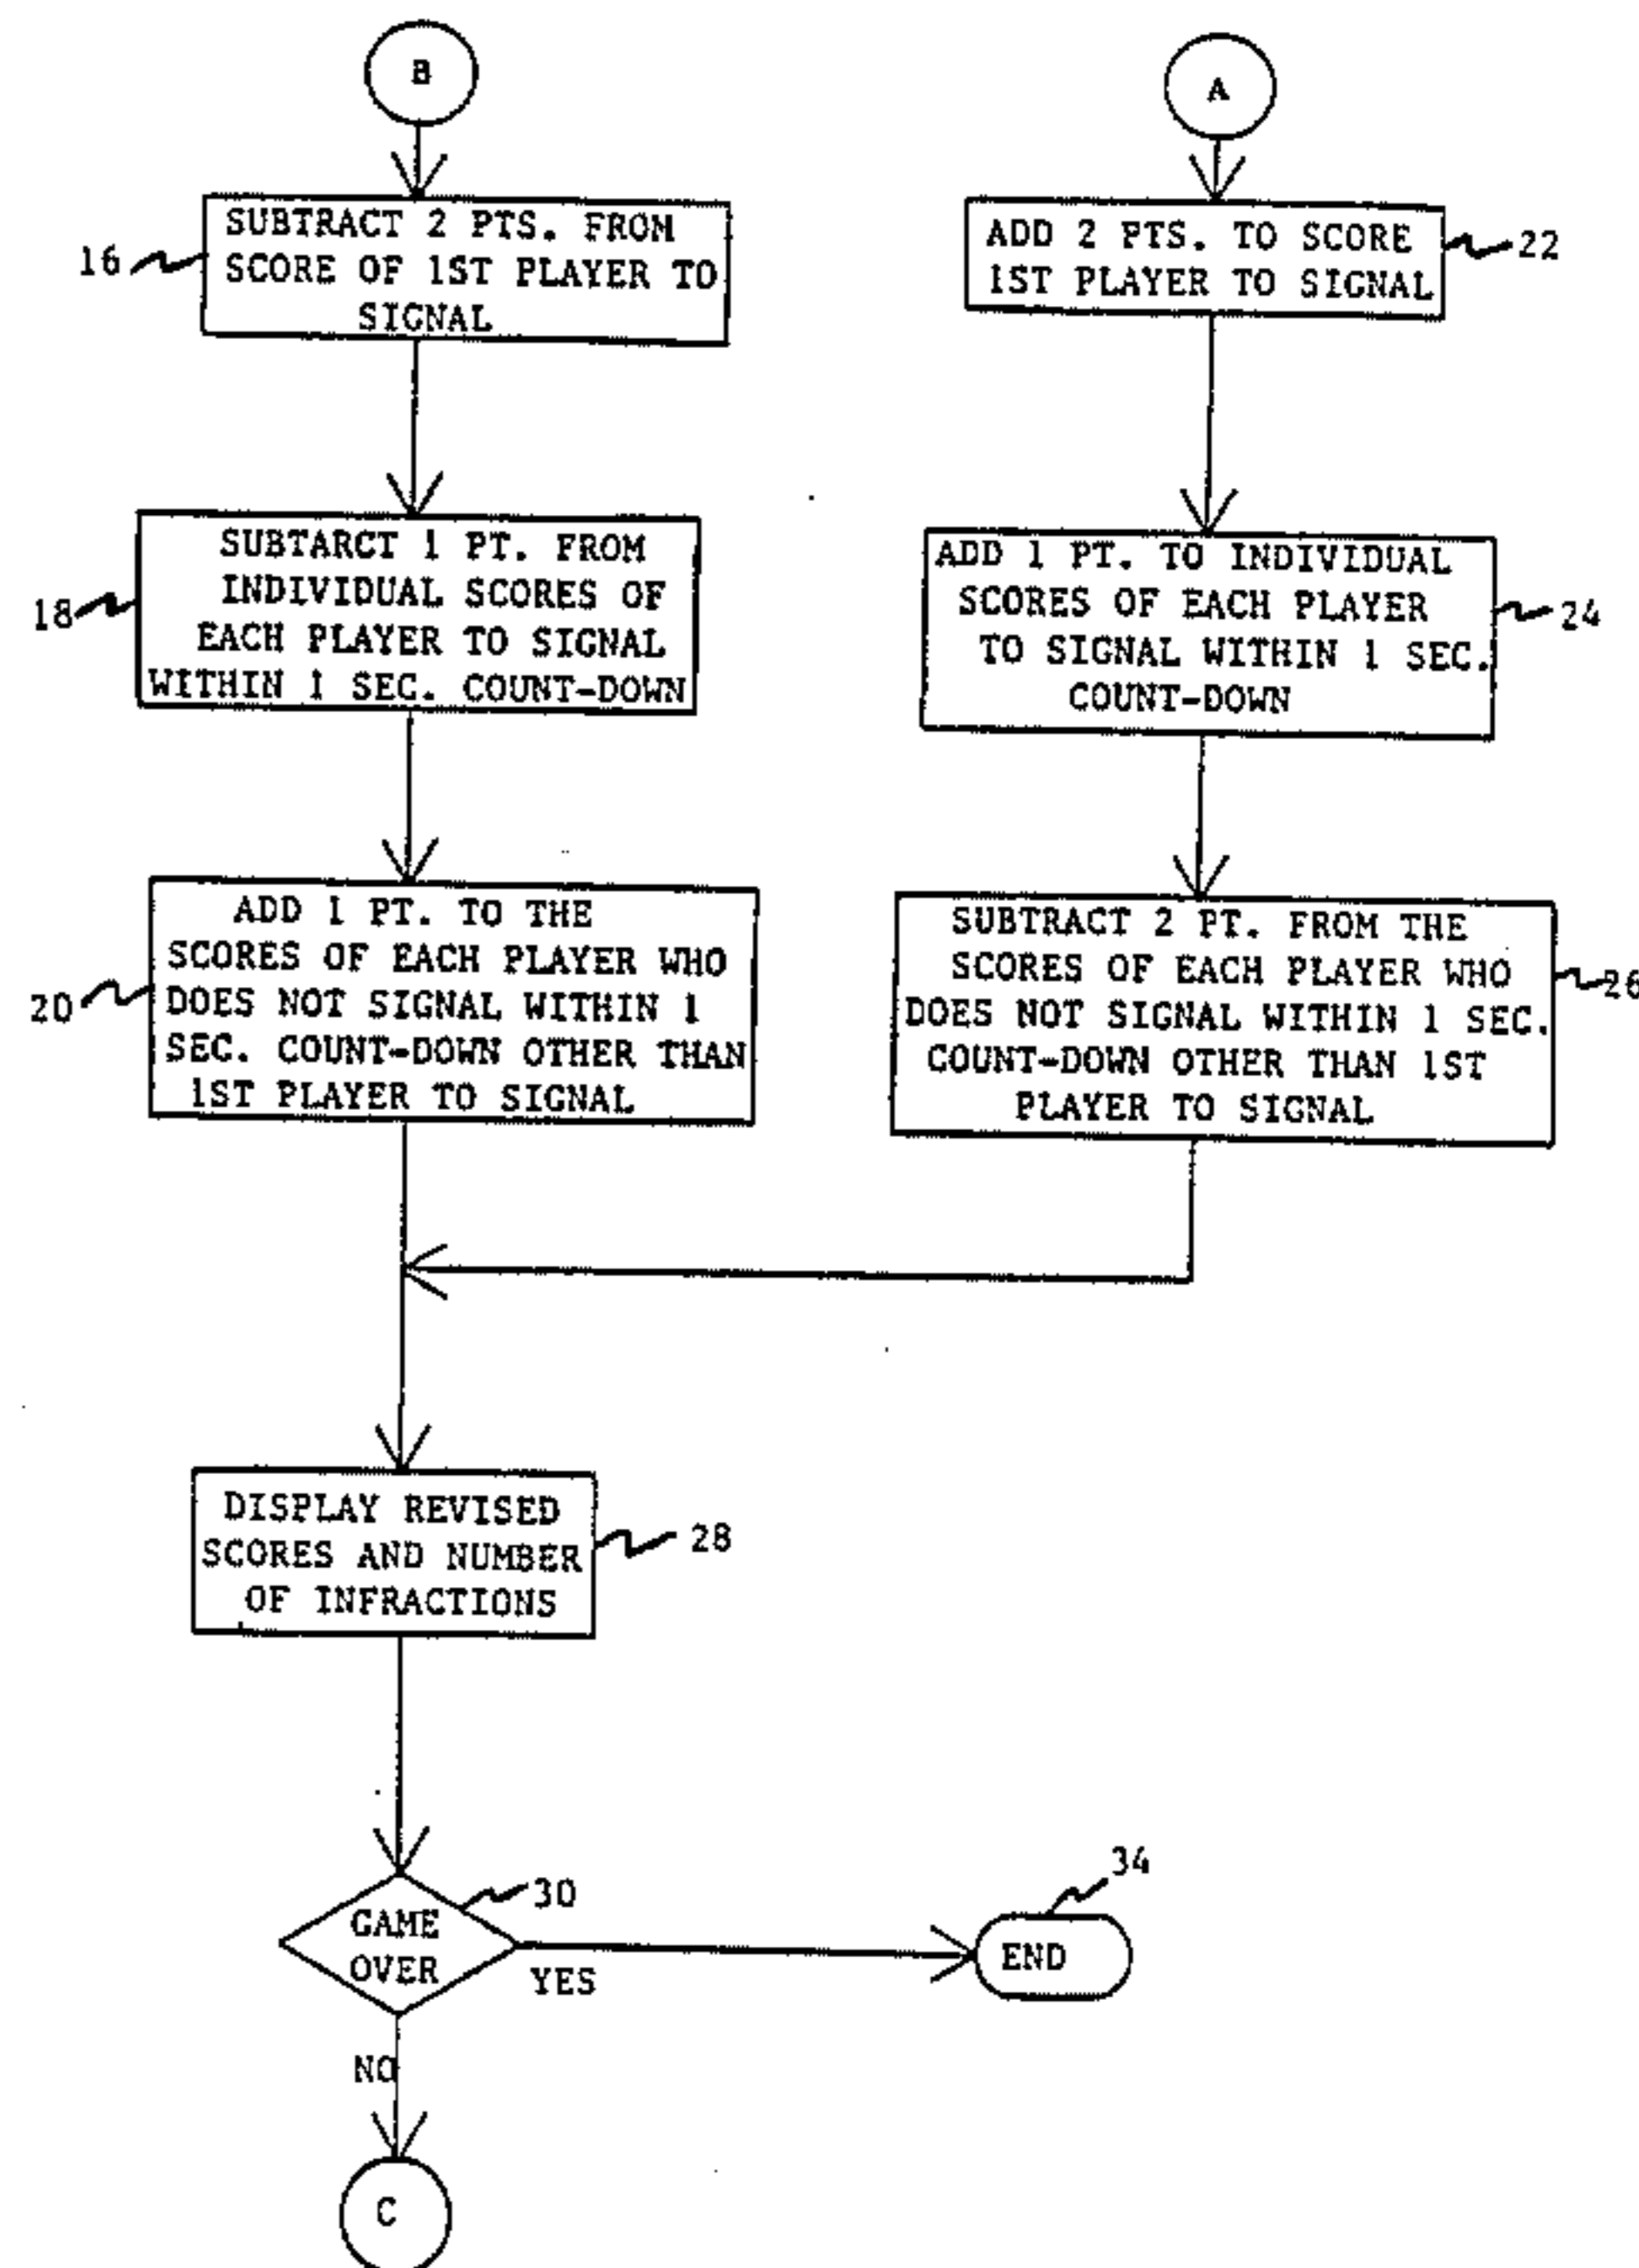 B
SUBTRACT 2 PTS. FROM
SCORE OF 1ST PLAYER TO
SIGNAL
16
SUBTARCT 1 PT. FROM
INDIVIDUAL SCORES OF
EACH PLAYER TO SIGNAL
WITHIN 1 SEC. COUNT-DOWN
18
ADD 1 PT. TO THE
SCORES OF EACH PLAYER WHO
DOES NOT SIGNAL WITHIN 1
SEC. COUNT-DOWN OTHER THAN
1ST PLAYER TO SIGNAL
20
A
ADD 2 PTS. TO SCORE
1ST PLAYER TO SIGNAL
22
ADD 1 PT. TO INDIVIDUAL
SCORES OF EACH PLAYER
TO SIGNAL WITHIN 1 SEC.
COUNT-DOWN
24
SUBTRACT 2 PT. FROM THE
SCORES OF EACH PLAYER WHO
DOES NOT SIGNAL WITHIN 1 SEC.
COUNT-DOWN OTHER THAN 1ST
PLAYER TO SIGNAL
26
DISPLAY REVISED
SCORES AND NUMBER
OF INFRACTIONS
28
GAME
OVER
30
YES
END
34
NO
C